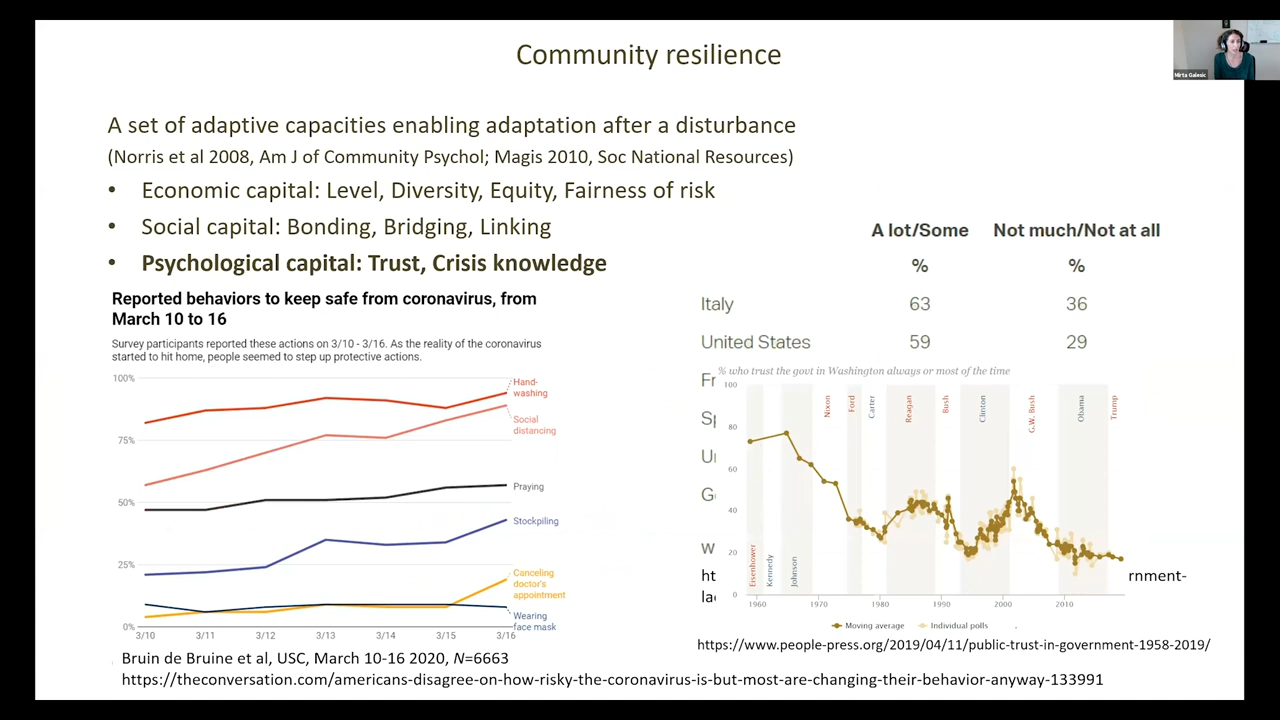 Community resilience
Mirta Galesic
A set of adaptive capacities enabling adaptation after a disturbance
(Norris et al 2008, Am J of Community Psychol; Magis 2010, Soc National Resources)
• Economic capital: Level, Diversity, Equity, Fairness of risk
• Social capital: Bonding, Bridging, Linking
• Psychological capital: Trust, Crisis knowledge
Reported behaviors to keep safe from coronavirus, from
March 10 to 16
Survey participants reported these actions on 3/10 - 3/16. As the reality of the coronavirus
started to hit home, people seemed to step up protective actions.
100%
75%
50%
25%
0%
Hand-
washing
Social
distancing
Praying
Stockpiling
Canceling
doctor's
appointment
Wearing
face mask
3/10 3/11 3/12 3/13 3/14 3/15 3/16
Bruin de Bruine et al, USC, March 10-16 2020, N=6663
https://theconversation.com/americans-disagree-on-how-risky-the-coronavirus-is-but-most-are-changing-their-behavior-anyway-133991
A lot/Some Not much/Not at all
% %
Italy 63 36
United States 59 29
Fr
% who trust the govt in Washington always or most of the time
100
80
60
40
20
0
Eisenhower
Kennedy
Johnson
Nixon
Ford
Carter
Reagan
Bush
Clinton
G.W. Bush
Obama
Trump
1960 1970 1980 1990 2000 2010
Moving average Individual polls
ht
rnment-
la
https://www.people-press.org/2019/04/11/public-trust-in-government-1958-2019/